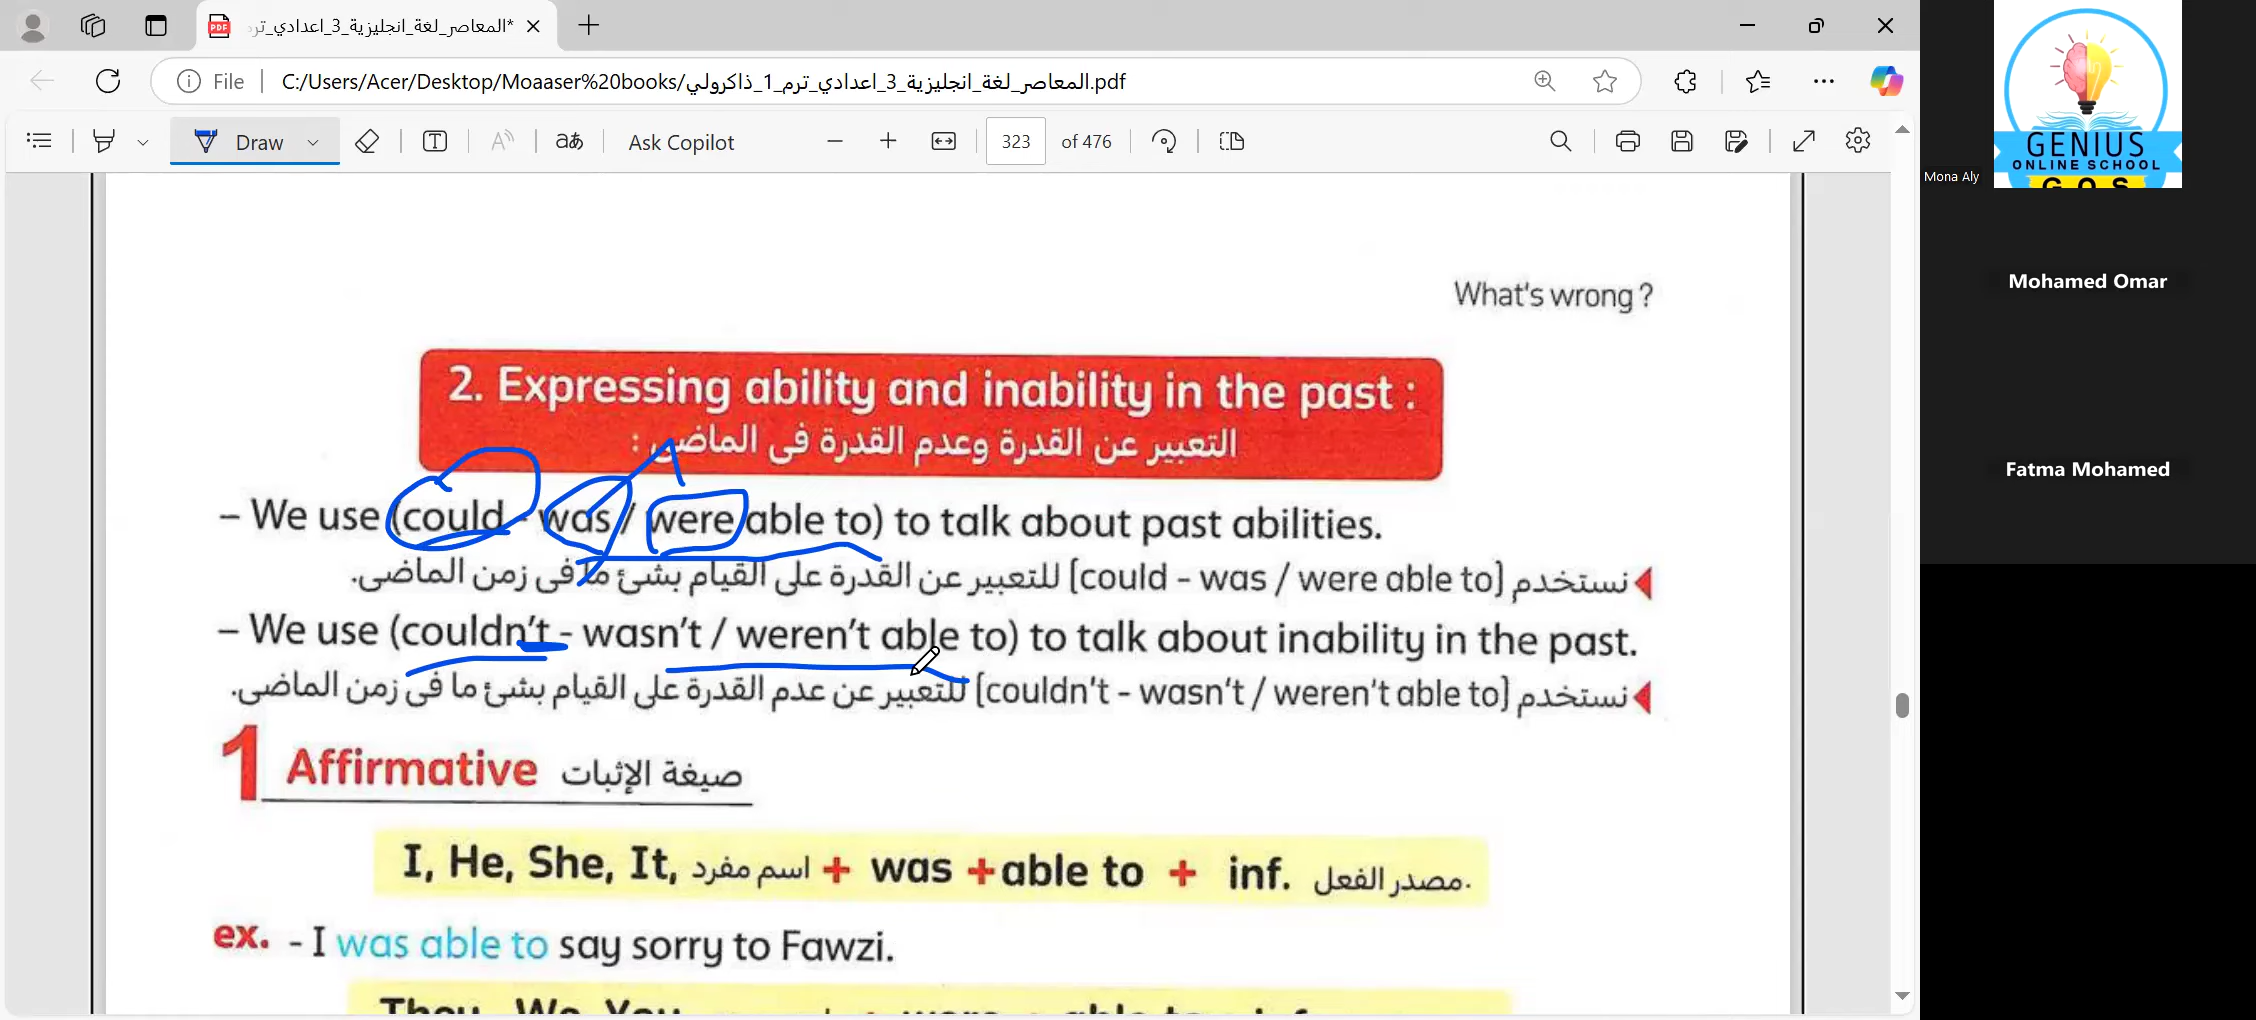 *المعاصر_لغة_انجليزية_3_اعدادي_تر
File
C:/Users/Acer/Desktop/Moaaser%20books/المعاصر_لغة_انجليزية_3_اعدادي_ترم_1_ذاكرولي.pdf
Draw
Ask Copilot
323 of 476
What's wrong ?
2. Expressing ability and inability in the past :
التعبير عن القدرة وعدم القدرة فى الماضى :
– We use (could - was / were able to) to talk about past abilities.
نستخدم [could - was / were able to] للتعبير عن القدرة على القيام بشئ ما فى زمن الماضى.
– We use (couldn't - wasn't / weren't able to) to talk about inability in the past.
نستخدم [couldn't - wasn't / weren't able to] للتعبير عن عدم القدرة على القيام بشئ ما فى زمن الماضى.
1 Affirmative صيغة الإثبات
I, He, She, It, اسم مفرد + was +able to + inf. مصدر الفعل.
ex. - I was able to say sorry to Fawzi.
GENIUS
ONLINE SCHOOL
GOS
Mona Aly
Mohamed Omar
Fatma Mohamed